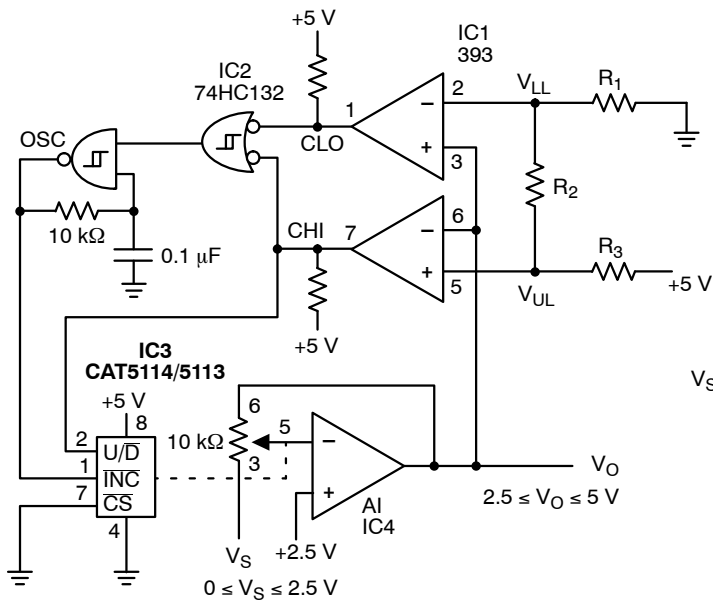 +5 V
IC1
393
IC2
74HC132
2
V_LL
R1
1
−
OSC
CLO
+
3
R2
10 kΩ
CHI
7
−
6
R3
0.1 μF
+
5
V_UL
+5 V
+5 V
IC3
CAT5114/5113
V_S
+5 V
8
6
2
U/D̅
10 kΩ
5
−
1
I̅N̅C̅
3
V_O
7
C̅S̅
+
AI
IC4
2.5 ≤ V_O ≤ 5 V
4
V_S
+2.5 V
0 ≤ V_S ≤ 2.5 V